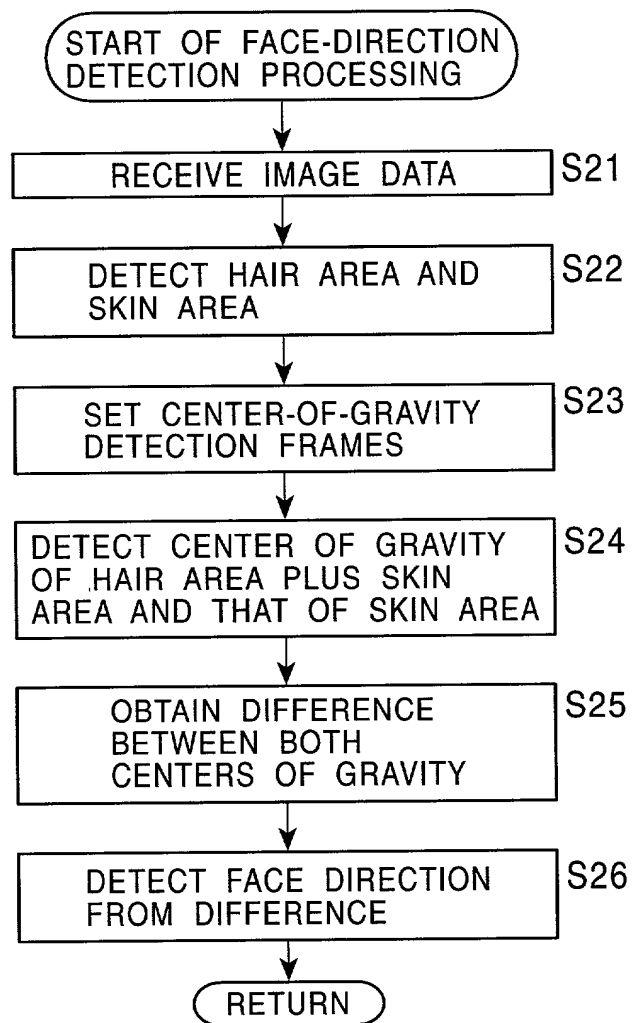 START OF FACE-DIRECTION
DETECTION PROCESSING
RECEIVE IMAGE DATA
S21
DETECT HAIR AREA AND
SKIN AREA
S22
SET CENTER-OF-GRAVITY
DETECTION FRAMES
S23
DETECT CENTER OF GRAVITY
OF HAIR AREA PLUS SKIN
AREA AND THAT OF SKIN AREA
S24
OBTAIN DIFFERENCE
BETWEEN BOTH
CENTERS OF GRAVITY
S25
DETECT FACE DIRECTION
FROM DIFFERENCE
S26
RETURN